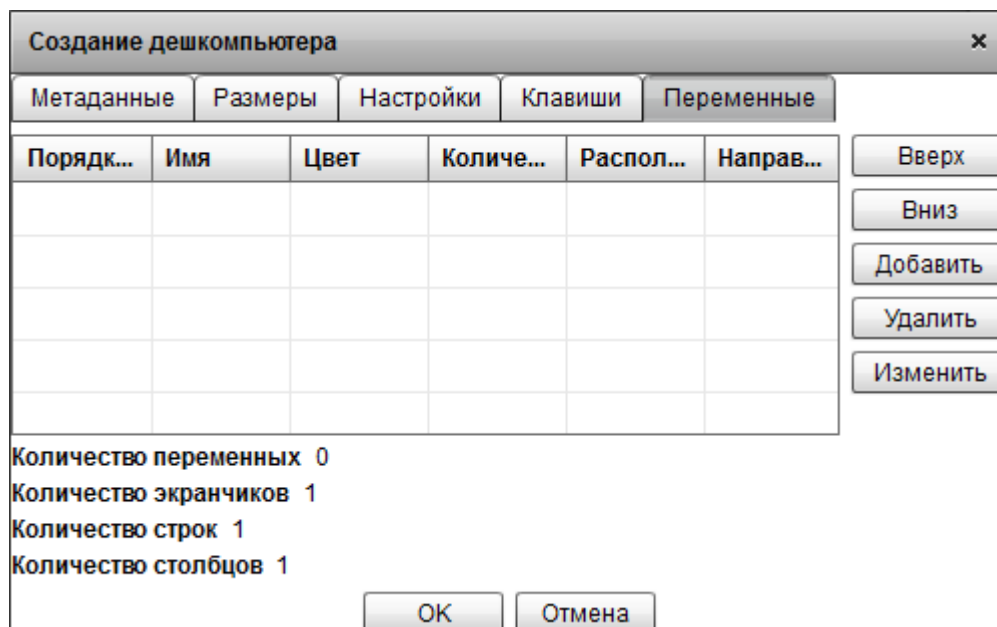 Создание дешкомпьютера ×
Метаданные Размеры Настройки Клавиши Переменные
Порядк... Имя Цвет Количе... Распол... Направ...
Вверх
Вниз
Добавить
Удалить
Изменить
Количество переменных 0
Количество экранчиков 1
Количество строк 1
Количество столбцов 1
OK Отмена